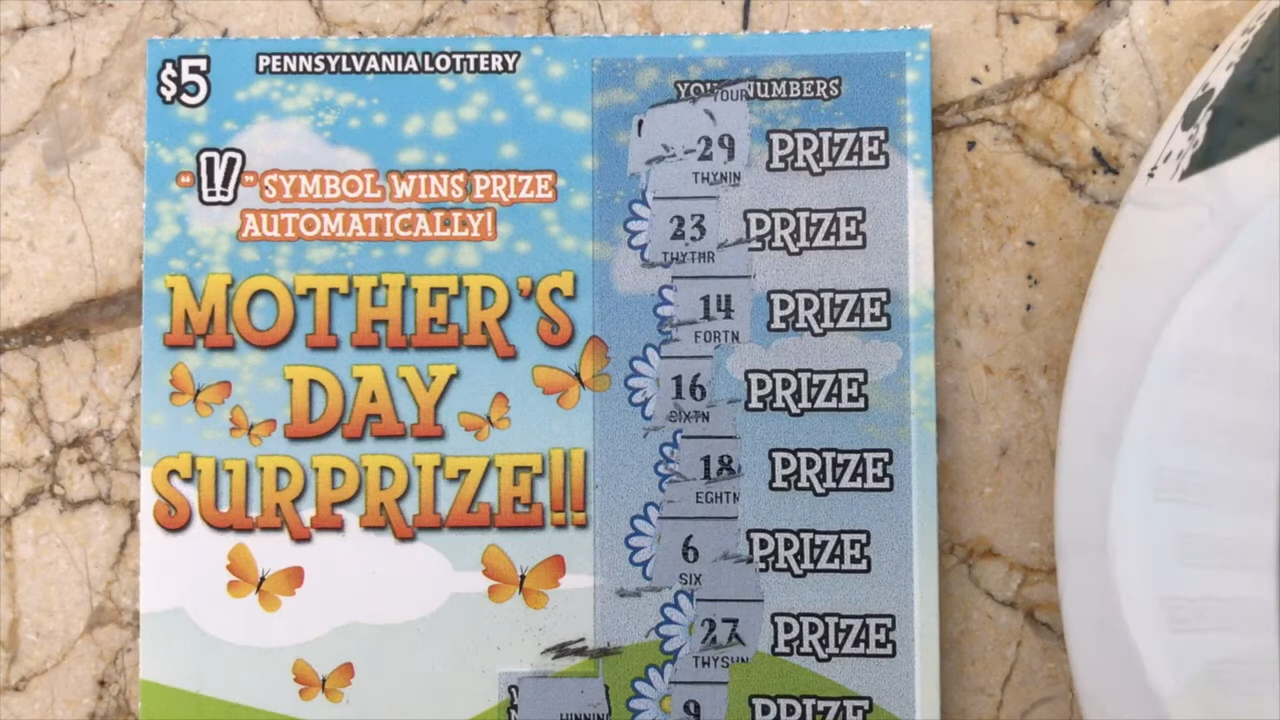 $5
PENNSYLVANIA LOTTERY
"!!" SYMBOL WINS PRIZE
AUTOMATICALLY!
MOTHER'S
DAY
SURPRIZE!!
NUMBERS
YOUR
29 PRIZE
THYNIN
23 PRIZE
THYTHR
14 PRIZE
FORTN
16 PRIZE
SIXTN
18 PRIZE
EGHTN
6 PRIZE
SIX
27 PRIZE
TWYSVN
9 PRIZE